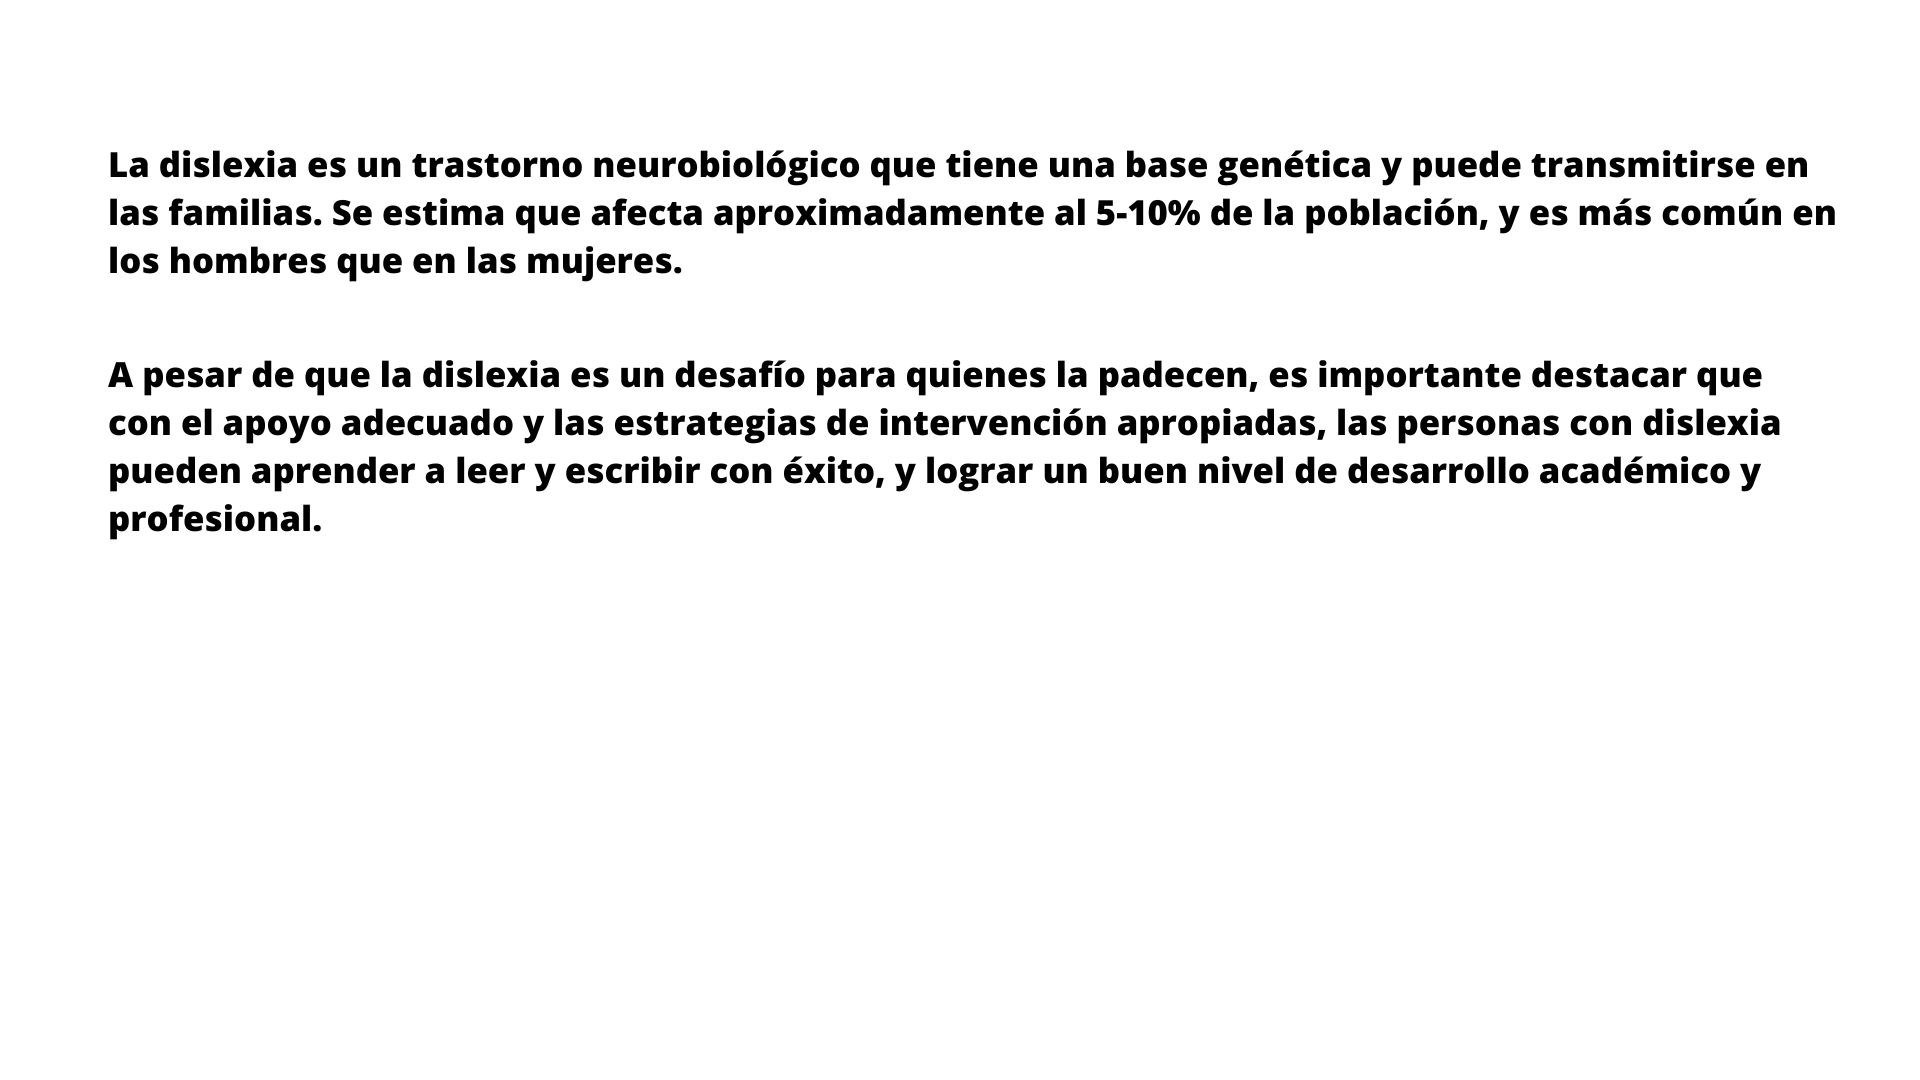 La dislexia es un trastorno neurobiológico que tiene una base genética y puede transmitirse en
las familias. Se estima que afecta aproximadamente al 5-10% de la población, y es más común en
los hombres que en las mujeres.
A pesar de que la dislexia es un desafío para quienes la padecen, es importante destacar que
con el apoyo adecuado y las estrategias de intervención apropiadas, las personas con dislexia
pueden aprender a leer y escribir con éxito, y lograr un buen nivel de desarrollo académico y
profesional.